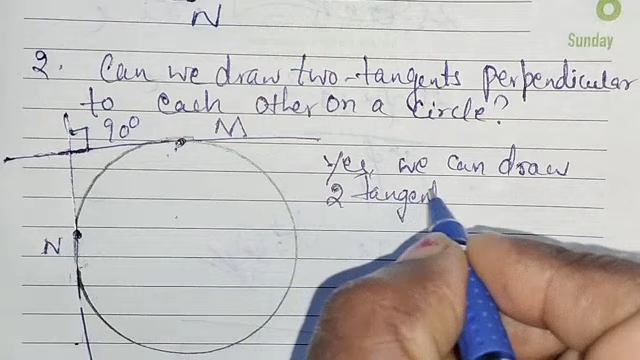 N
8
Sunday
2. Can we draw two tangents perpendicular
to each other on a circle?
90°
M
Yes, we can draw
2 tangen
N